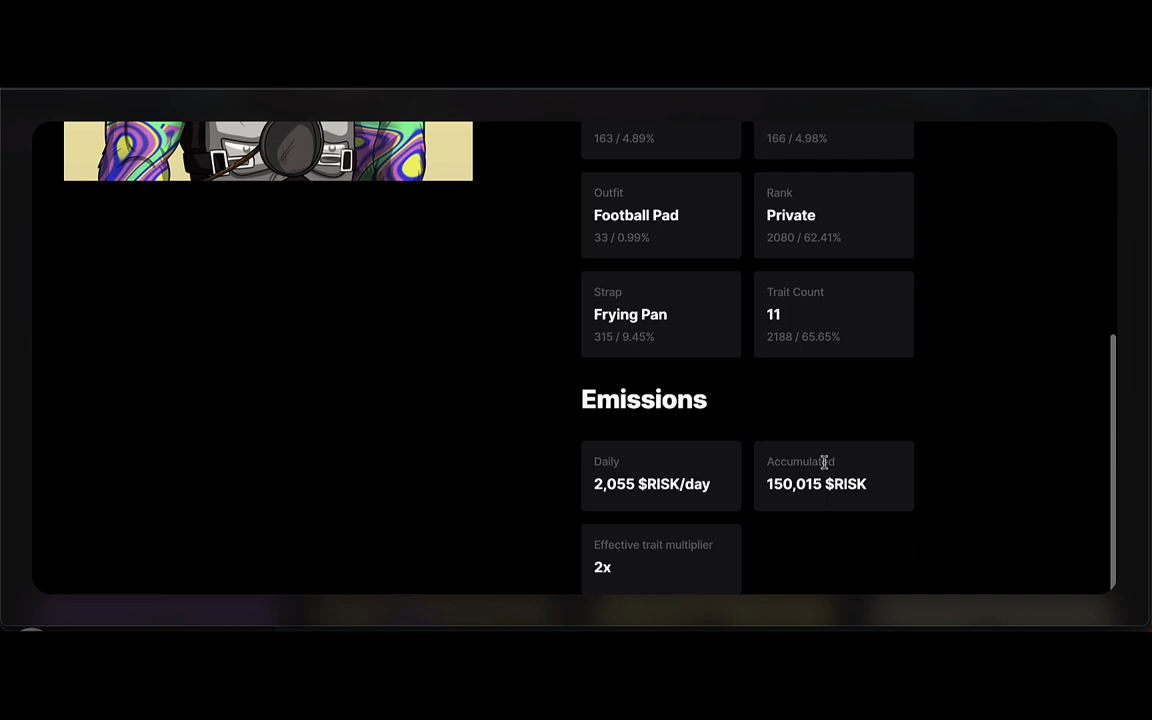 163 / 4.89%
166 / 4.98%
Outfit
Football Pad
33 / 0.99%
Rank
Private
2080 / 62.41%
Strap
Frying Pan
315 / 9.45%
Trait Count
11
2188 / 65.65%
Emissions
Daily
2,055 $RISK/day
Accumulated
150,015 $RISK
Effective trait multiplier
2x